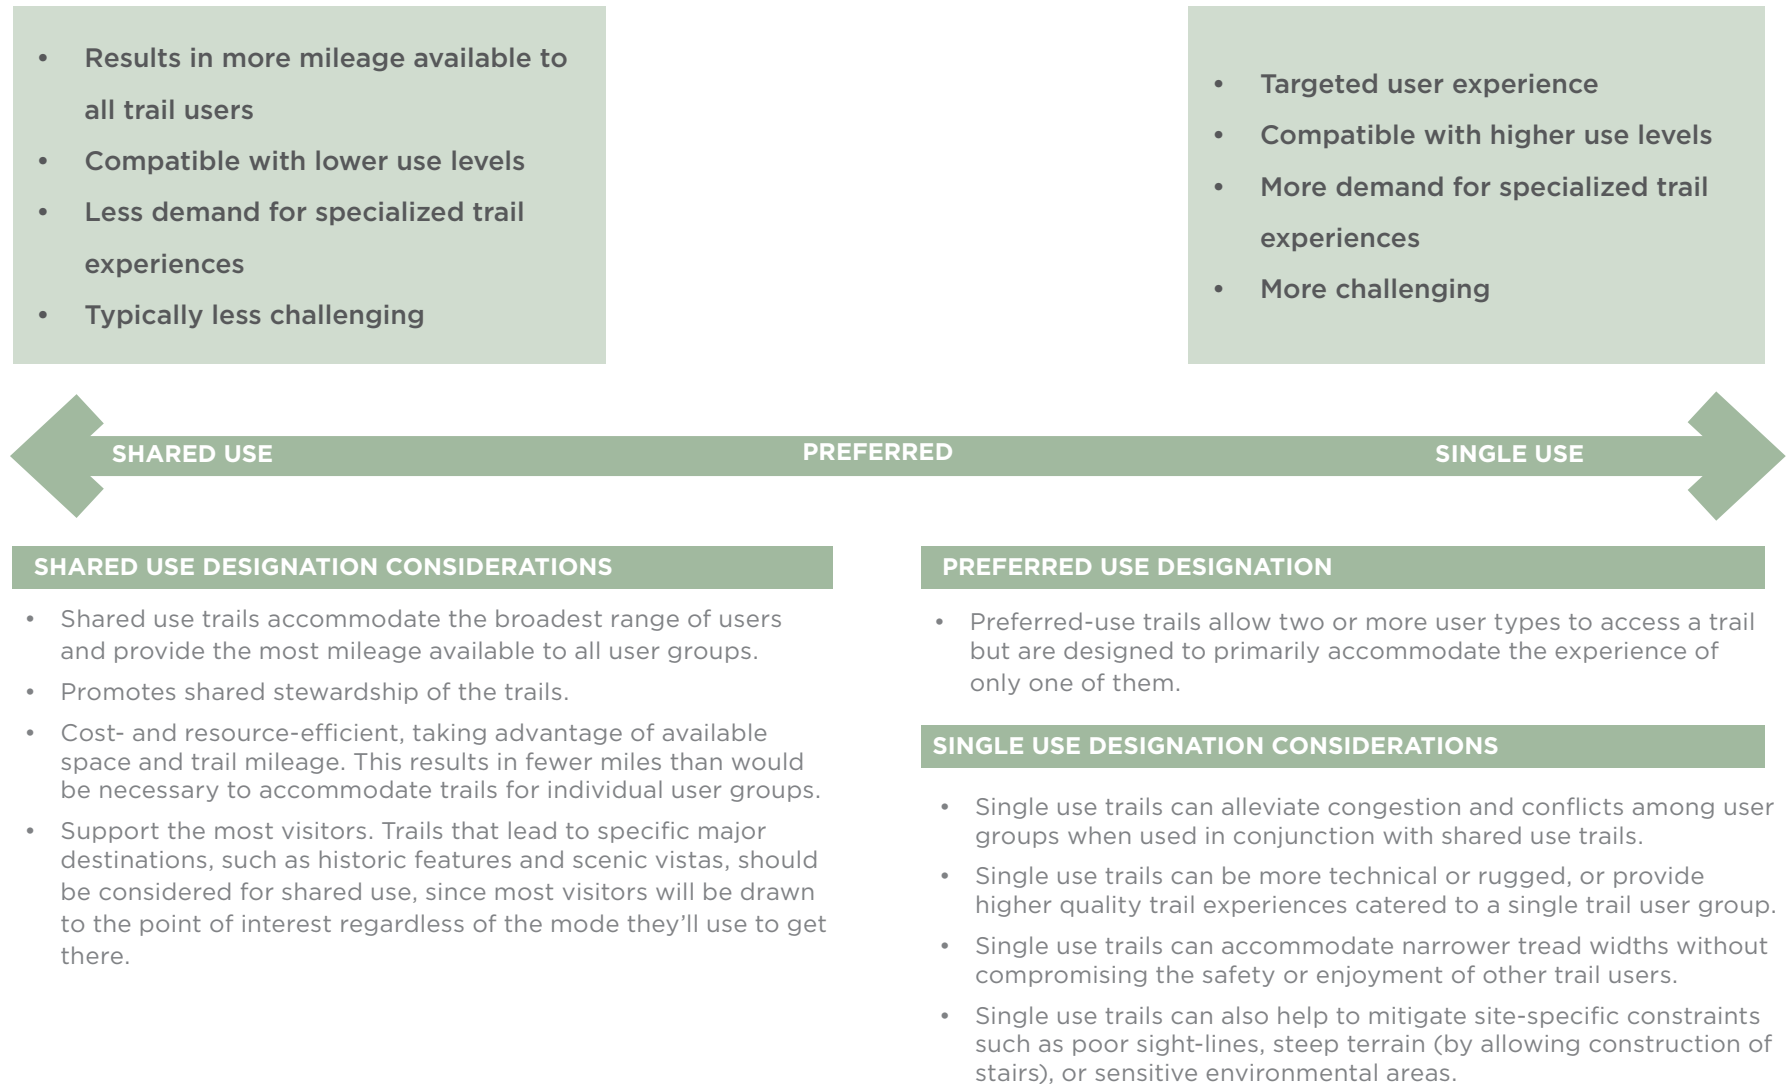 • Results in more mileage available to
all trail users
• Compatible with lower use levels
• Less demand for specialized trail
experiences
• Typically less challenging
• Targeted user experience
• Compatible with higher use levels
• More demand for specialized trail
experiences
• More challenging
SHARED USE
PREFERRED
SINGLE USE
SHARED USE DESIGNATION CONSIDERATIONS
• Shared use trails accommodate the broadest range of users
and provide the most mileage available to all user groups.
• Promotes shared stewardship of the trails.
• Cost- and resource-efficient, taking advantage of available
space and trail mileage. This results in fewer miles than would
be necessary to accommodate trails for individual user groups.
• Support the most visitors. Trails that lead to specific major
destinations, such as historic features and scenic vistas, should
be considered for shared use, since most visitors will be drawn
to the point of interest regardless of the mode they’ll use to get
there.
PREFERRED USE DESIGNATION
• Preferred-use trails allow two or more user types to access a trail
but are designed to primarily accommodate the experience of
only one of them.
SINGLE USE DESIGNATION CONSIDERATIONS
• Single use trails can alleviate congestion and conflicts among user
groups when used in conjunction with shared use trails.
• Single use trails can be more technical or rugged, or provide
higher quality trail experiences catered to a single trail user group.
• Single use trails can accommodate narrower tread widths without
compromising the safety or enjoyment of other trail users.
• Single use trails can also help to mitigate site-specific constraints
such as poor sight-lines, steep terrain (by allowing construction of
stairs), or sensitive environmental areas.